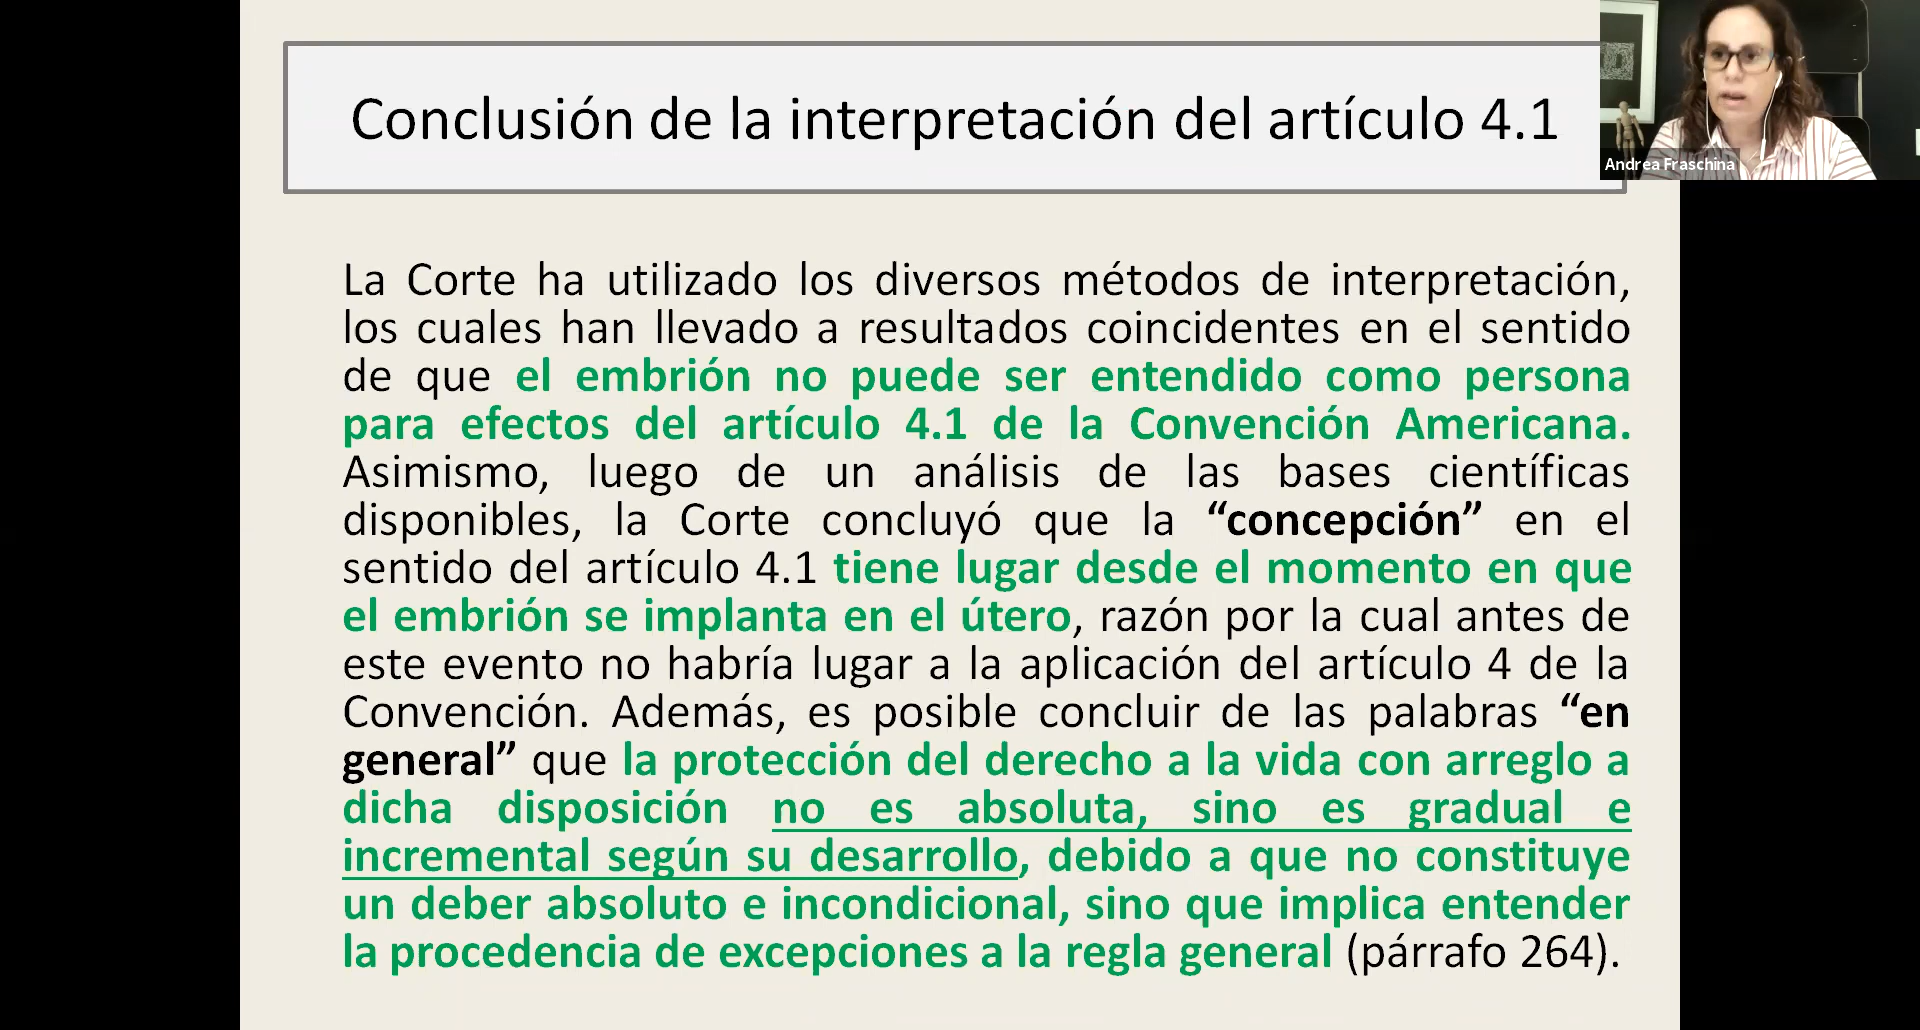 Conclusión de la interpretación del artículo 4.1
Andrea Fraschina
La Corte ha utilizado los diversos métodos de interpretación,
los cuales han llevado a resultados coincidentes en el sentido
de que el embrión no puede ser entendido como persona
para efectos del artículo 4.1 de la Convención Americana.
Asimismo, luego de un análisis de las bases científicas
disponibles, la Corte concluyó que la “concepción” en el
sentido del artículo 4.1 tiene lugar desde el momento en que
el embrión se implanta en el útero, razón por la cual antes de
este evento no habría lugar a la aplicación del artículo 4 de la
Convención. Además, es posible concluir de las palabras “en
general” que la protección del derecho a la vida con arreglo a
dicha disposición no es absoluta, sino es gradual e
incremental según su desarrollo, debido a que no constituye
un deber absoluto e incondicional, sino que implica entender
la procedencia de excepciones a la regla general (párrafo 264).